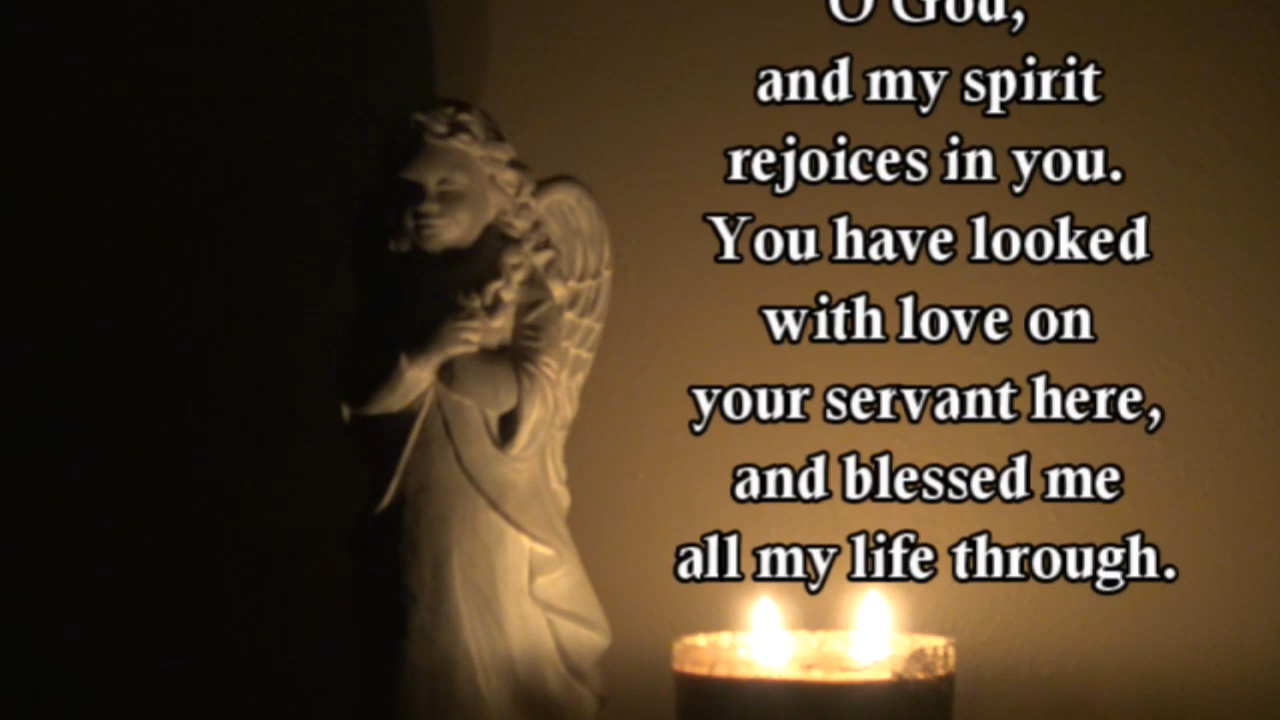 O God,
and my spirit
rejoices in you.
You have looked
with love on
your servant here,
and blessed me
all my life through.